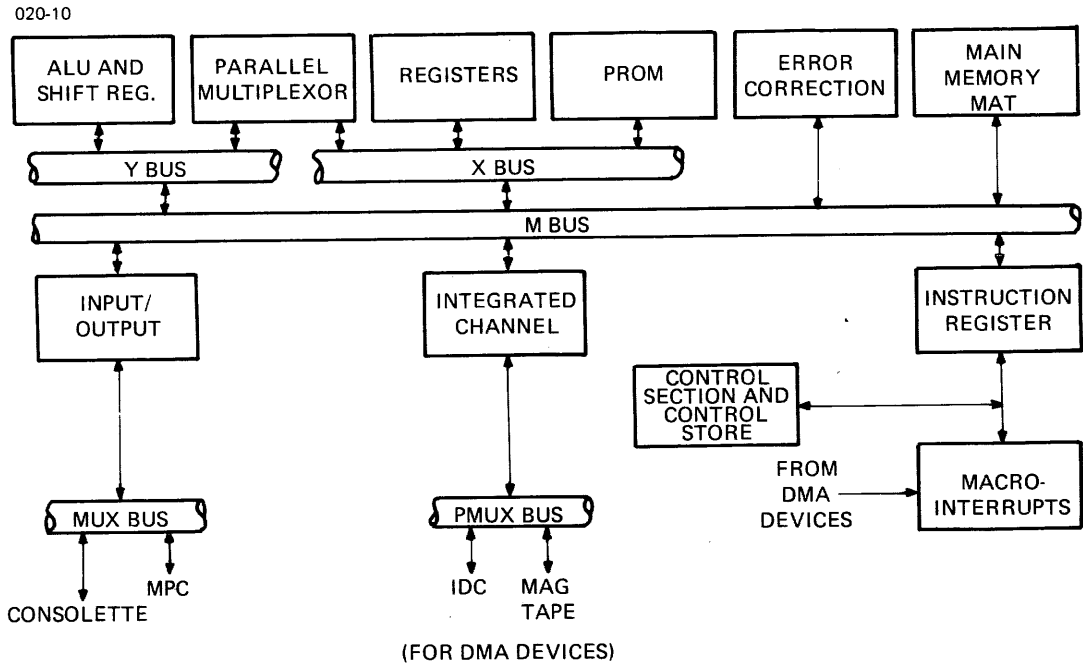 020-10
ALU AND
SHIFT REG.
PARALLEL
MULTIPLEXOR
REGISTERS
PROM
ERROR
CORRECTION
MAIN
MEMORY
MAT
Y BUS
X BUS
M BUS
INPUT/
OUTPUT
INTEGRATED
CHANNEL
INSTRUCTION
REGISTER
CONTROL
SECTION AND
CONTROL
STORE
FROM
DMA
DEVICES
MACRO-
INTERRUPTS
MUX BUS
PMUX BUS
CONSOLETTE
MPC
IDC
MAG
TAPE
(FOR DMA DEVICES)